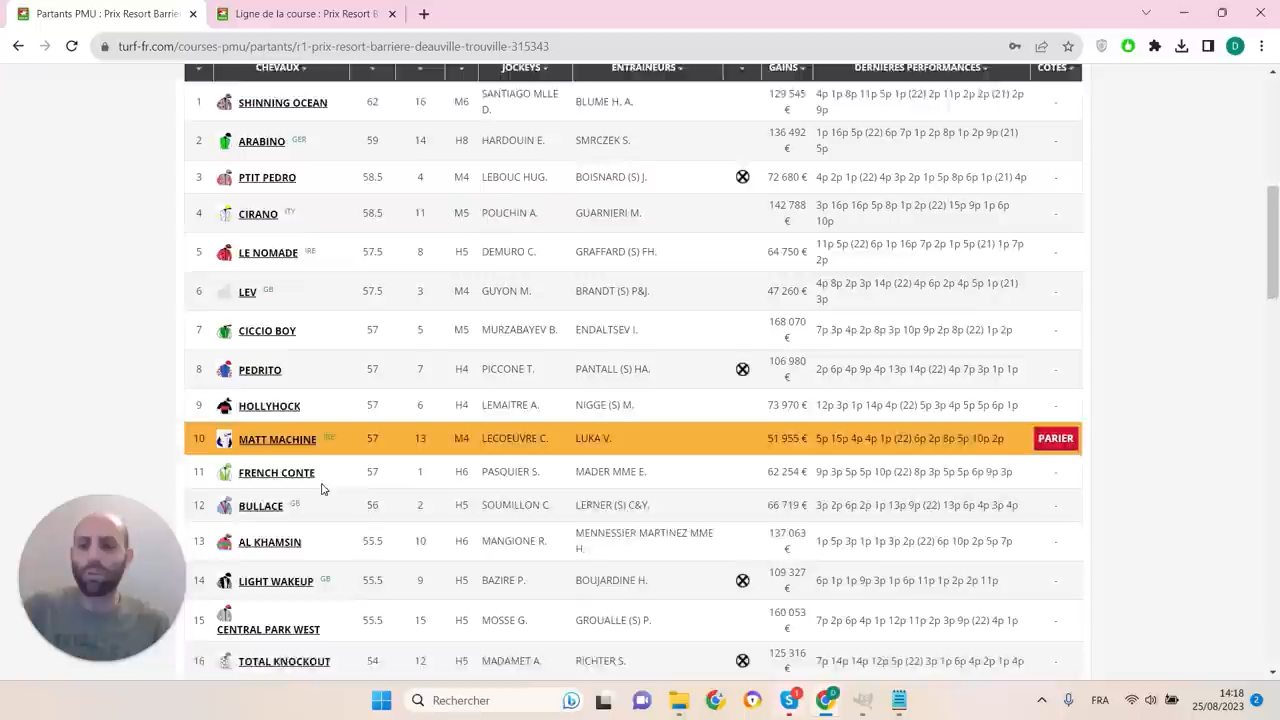 Partants PMU : Prix Resort Barriè
Ligne de la course : Prix Resort B
turf-fr.com/courses-pmu/partants/r1-prix-resort-barriere-deauville-trouville-315343
CHEVAUX JOCKEYS ENTRAINEURS GAINS DERNIÈRES PERFORMANCES COTES
1 SHINNING OCEAN 62 16 M6 SANTIAGO MLLE D. BLUME H. A. 129 545 € 4p 1p 8p 11p 5p 1p (22) 2p 11p 2p 2p (21) 2p 9p -
2 ARABINO GER 59 14 H8 HARDOUIN E. SMRCZEK S. 136 492 € 1p 16p 5p (22) 6p 7p 1p 2p 8p 1p 2p 9p (21) 5p -
3 PTIT PEDRO 58.5 4 M4 LEBOUC HUG. BOISNARD (S) J. 72 680 € 4p 2p 1p (22) 4p 3p 2p 1p 5p 8p 6p 1p (21) 4p -
4 CIRANO ITY 58.5 11 M5 POUCHIN A. GUARNIERI M. 142 788 € 3p 16p 16p 5p 8p 1p 2p (22) 15p 9p 1p 6p 10p -
5 LE NOMADE IRE 57.5 8 H5 DEMURO C. GRAFFARD (S) FH. 64 750 € 11p 5p (22) 6p 1p 16p 7p 2p 1p 5p (21) 1p 7p 2p -
6 LEV GB 57.5 3 M4 GUYON M. BRANDT (S) P&J. 47 260 € 4p 8p 2p 3p 14p (22) 4p 6p 2p 4p 5p 1p (21) 3p -
7 CICCIO BOY 57 5 M5 MURZABAYEV B. ENDALTSEV I. 168 070 € 7p 3p 4p 2p 8p 3p 10p 9p 2p 8p (22) 1p 2p -
8 PEDRITO 57 7 H4 PICCONE T. PANTALL (S) HA. 106 980 € 2p 6p 4p 9p 4p 13p 14p (22) 4p 7p 3p 1p 1p -
9 HOLLYHOCK 57 6 H4 LEMAITRE A. NIGGE (S) M. 73 970 € 12p 3p 1p 14p 4p (22) 5p 3p 4p 5p 5p 6p 1p -
10 MATT MACHINE IRE 57 13 M4 LECOEUVRE C. LUKA V. 51 955 € 5p 15p 4p 4p 1p (22) 6p 2p 8p 5p 10p 2p PARIER
11 FRENCH CONTE 57 1 H6 PASQUIER S. MADER MME E. 62 254 € 9p 3p 5p 5p 10p (22) 8p 3p 5p 5p 6p 9p 3p -
12 BULLACE GB 56 2 H5 SOUMILLON C. LERNER (S) C&Y. 66 719 € 3p 2p 6p 2p 1p 13p 9p (22) 13p 6p 4p 3p 4p -
13 AL KHAMSIN 55.5 10 H6 MANGIONE R. MENNESSIER MARTINEZ MME H. 137 063 € 1p 5p 3p 1p 1p 3p 2p (22) 6p 10p 2p 5p 7p -
14 LIGHT WAKEUP GB 55.5 9 H5 BAZIRE P. BOUJARDINE H. 109 327 € 6p 1p 1p 9p 3p 1p 6p 11p 1p 2p 2p 11p -
15 CENTRAL PARK WEST 55.5 15 H5 MOSSE G. GROUALLE (S) P. 160 053 € 7p 2p 6p 4p 1p 12p 11p 2p 3p 9p (22) 4p 1p -
16 TOTAL KNOCKOUT 54 12 H5 MADAMET A. RICHTER S. 125 316 € 7p 14p 14p 12p 5p (22) 3p 1p 6p 4p 2p 1p 4p -
Rechercher
FRA 14:18
25/08/2023 2